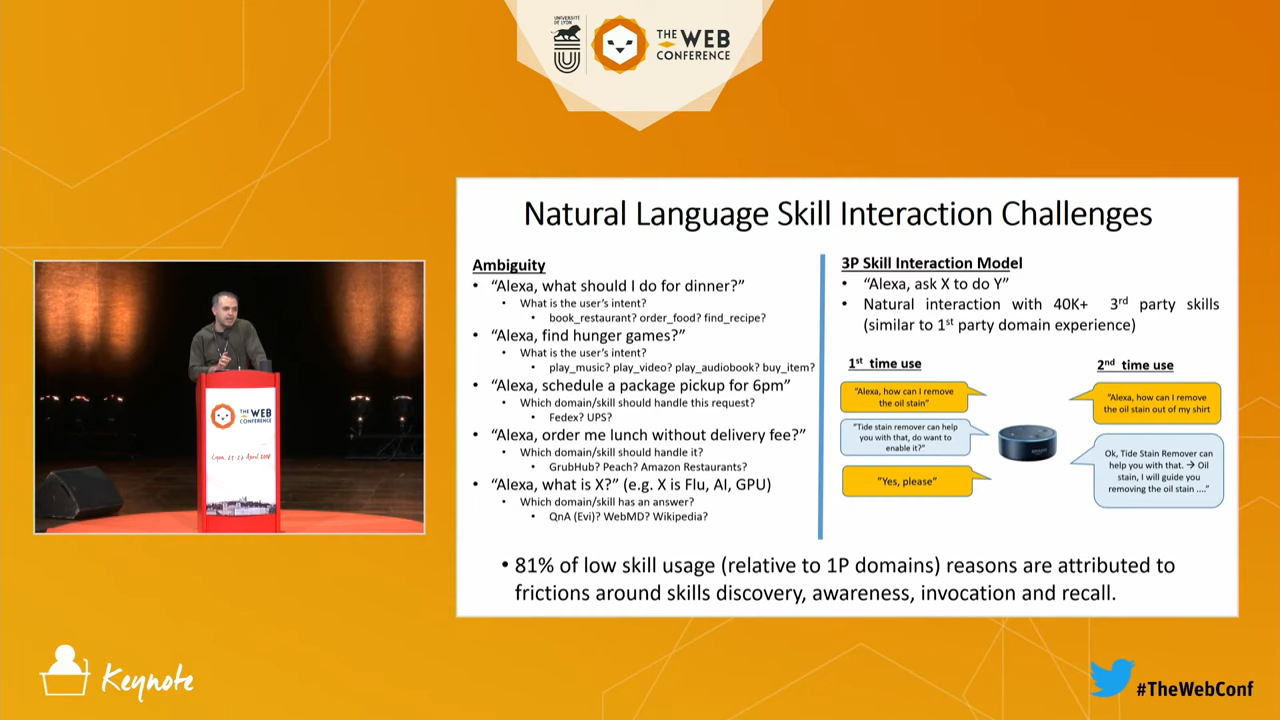 UNIVERSITÉ
DE LYON
THE WEB
CONFERENCE
Natural Language Skill Interaction Challenges
Ambiguity
• “Alexa, what should I do for dinner?”
• What is the user’s intent?
• book_restaurant? order_food? find_recipe?
• “Alexa, find hunger games?”
• What is the user’s intent?
• play_music? play_video? play_audiobook? buy_item?
• “Alexa, schedule a package pickup for 6pm”
• Which domain/skill should handle this request?
• Fedex? UPS?
• “Alexa, order me lunch without delivery fee?”
• Which domain/skill should handle it?
• GrubHub? Peach? Amazon Restaurants?
• “Alexa, what is X?” (e.g. X is Flu, AI, GPU)
• Which domain/skill has an answer?
• QnA (Evi)? WebMD? Wikipedia?
3P Skill Interaction Model
• “Alexa, ask X to do Y”
• Natural interaction with 40K+ 3rd party skills
(similar to 1st party domain experience)
1st time use
“Alexa, how can I remove
the oil stain”
“Tide stain remover can help
you with that, do want to
enable it?”
“Yes, please”
2nd time use
“Alexa, how can I remove
the oil stain out of my shirt
Ok, Tide Stain Remover can
help you with that. → Oil
stain, I will guide you
removing the oil stain ....”
• 81% of low skill usage (relative to 1P domains) reasons are attributed to
frictions around skills discovery, awareness, invocation and recall.
THE WEB
CONFERENCE
Lyon, 23-27 April 2018
Keynote
#TheWebConf